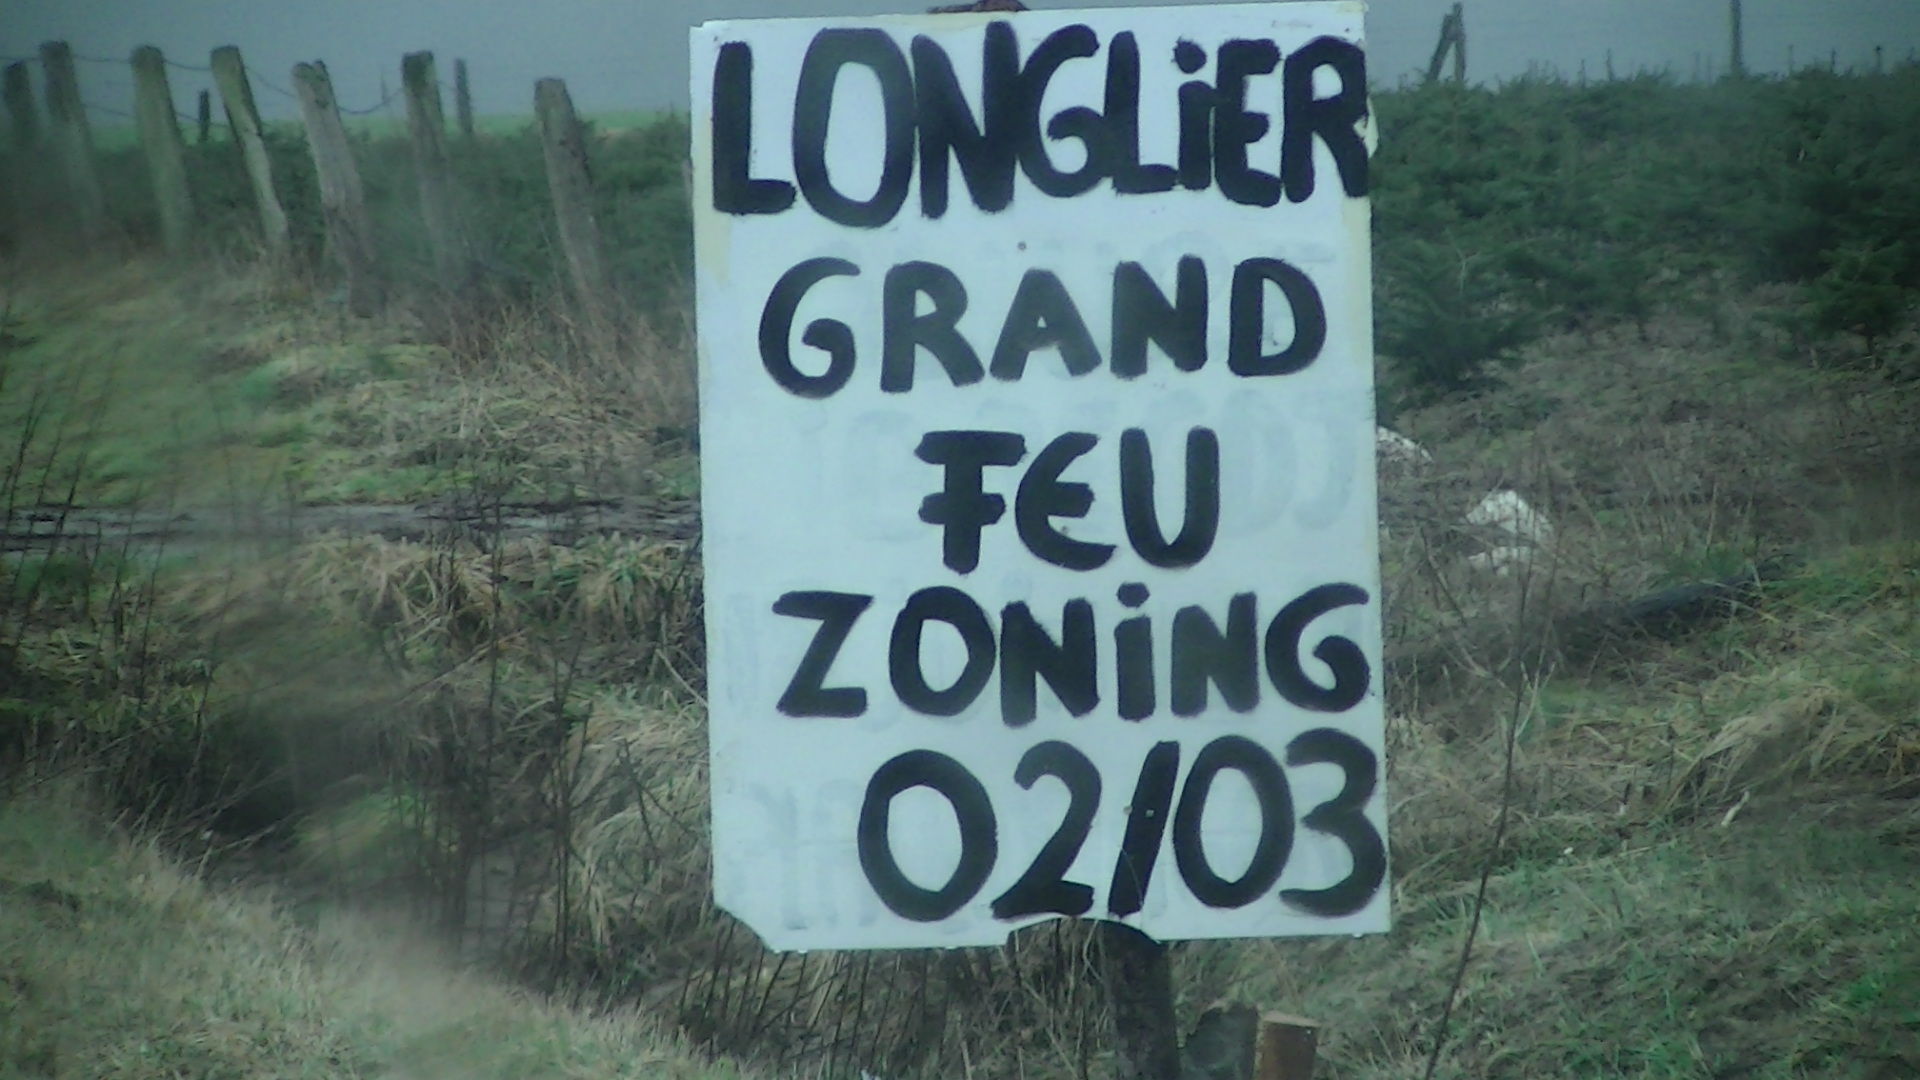 LONGLiER
GRAND
FEU
ZONiNG
02/03